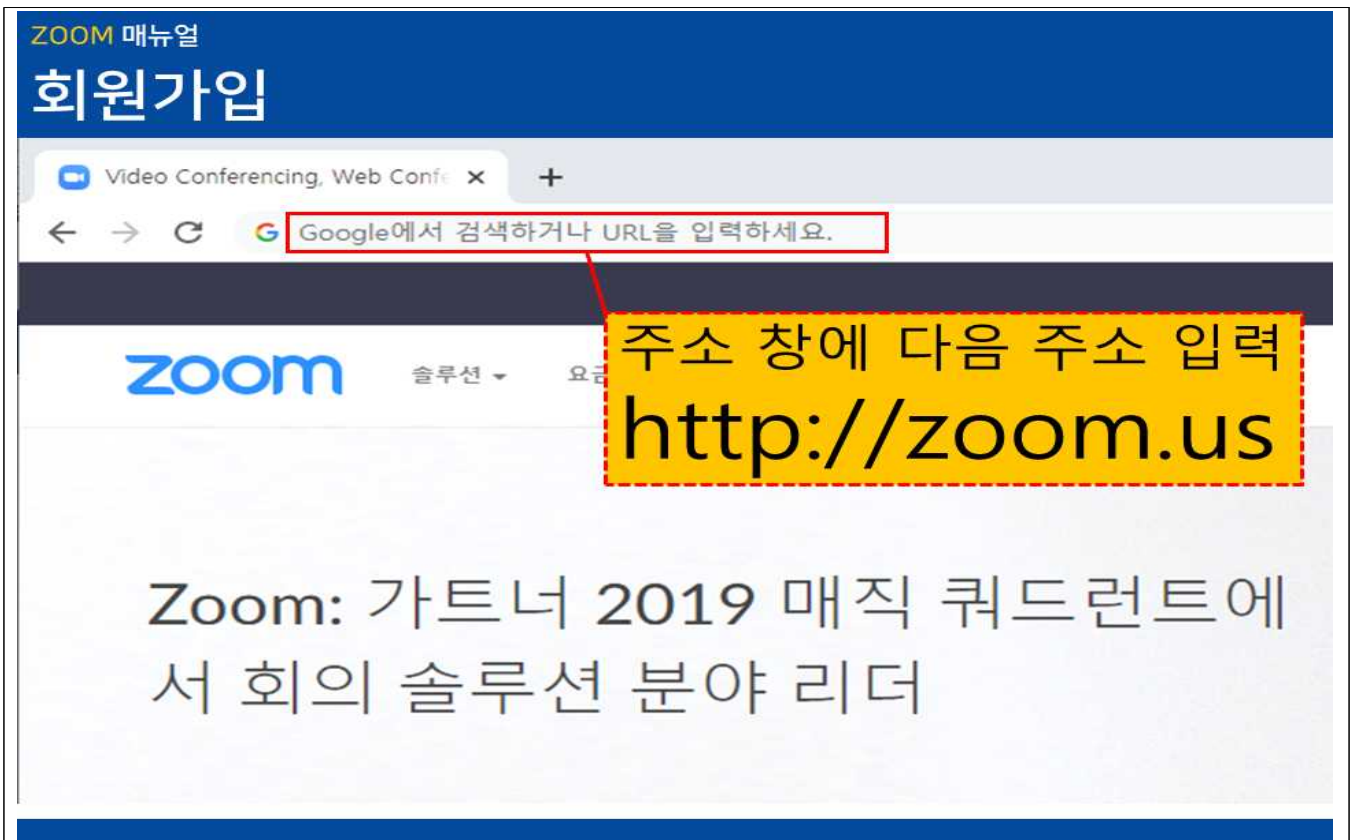 ZOOM 매뉴얼
회원가입
Video Conferencing, Web Conf
Google에서 검색하거나 URL을 입력하세요.
zoom 솔루션
주소 창에 다음 주소 입력
http://zoom.us
Zoom: 가트너 2019 매직 쿼드런트에
서 회의 솔루션 분야 리더